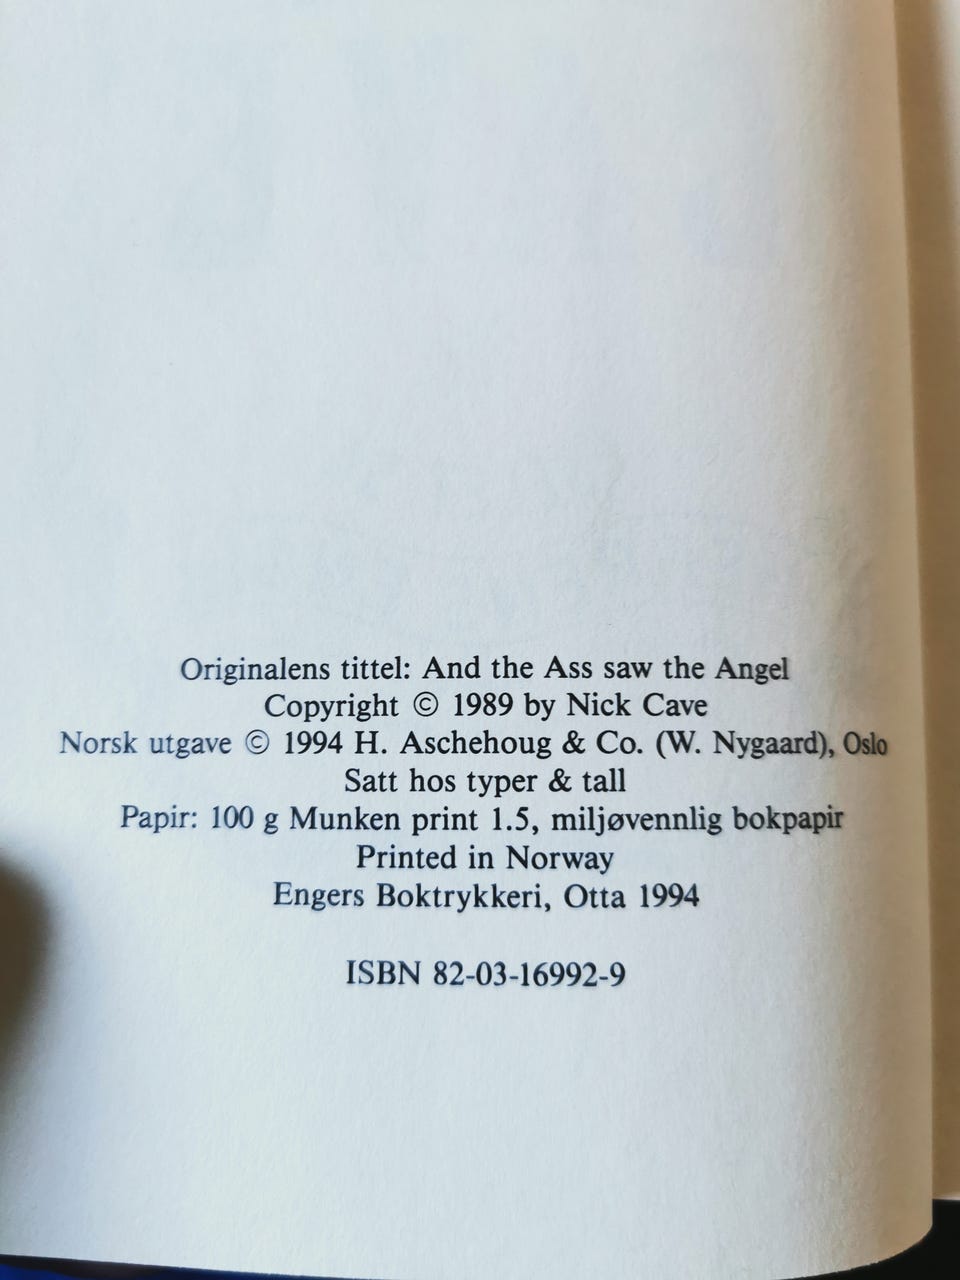 Originalens tittel: And the Ass saw the Angel
Copyright © 1989 by Nick Cave
Norsk utgave © 1994 H. Aschehoug & Co. (W. Nygaard), Oslo
Satt hos typer & tall
Papir: 100 g Munken print 1.5, miljøvennlig bokpapir
Printed in Norway
Engers Boktrykkeri, Otta 1994
ISBN 82-03-16992-9